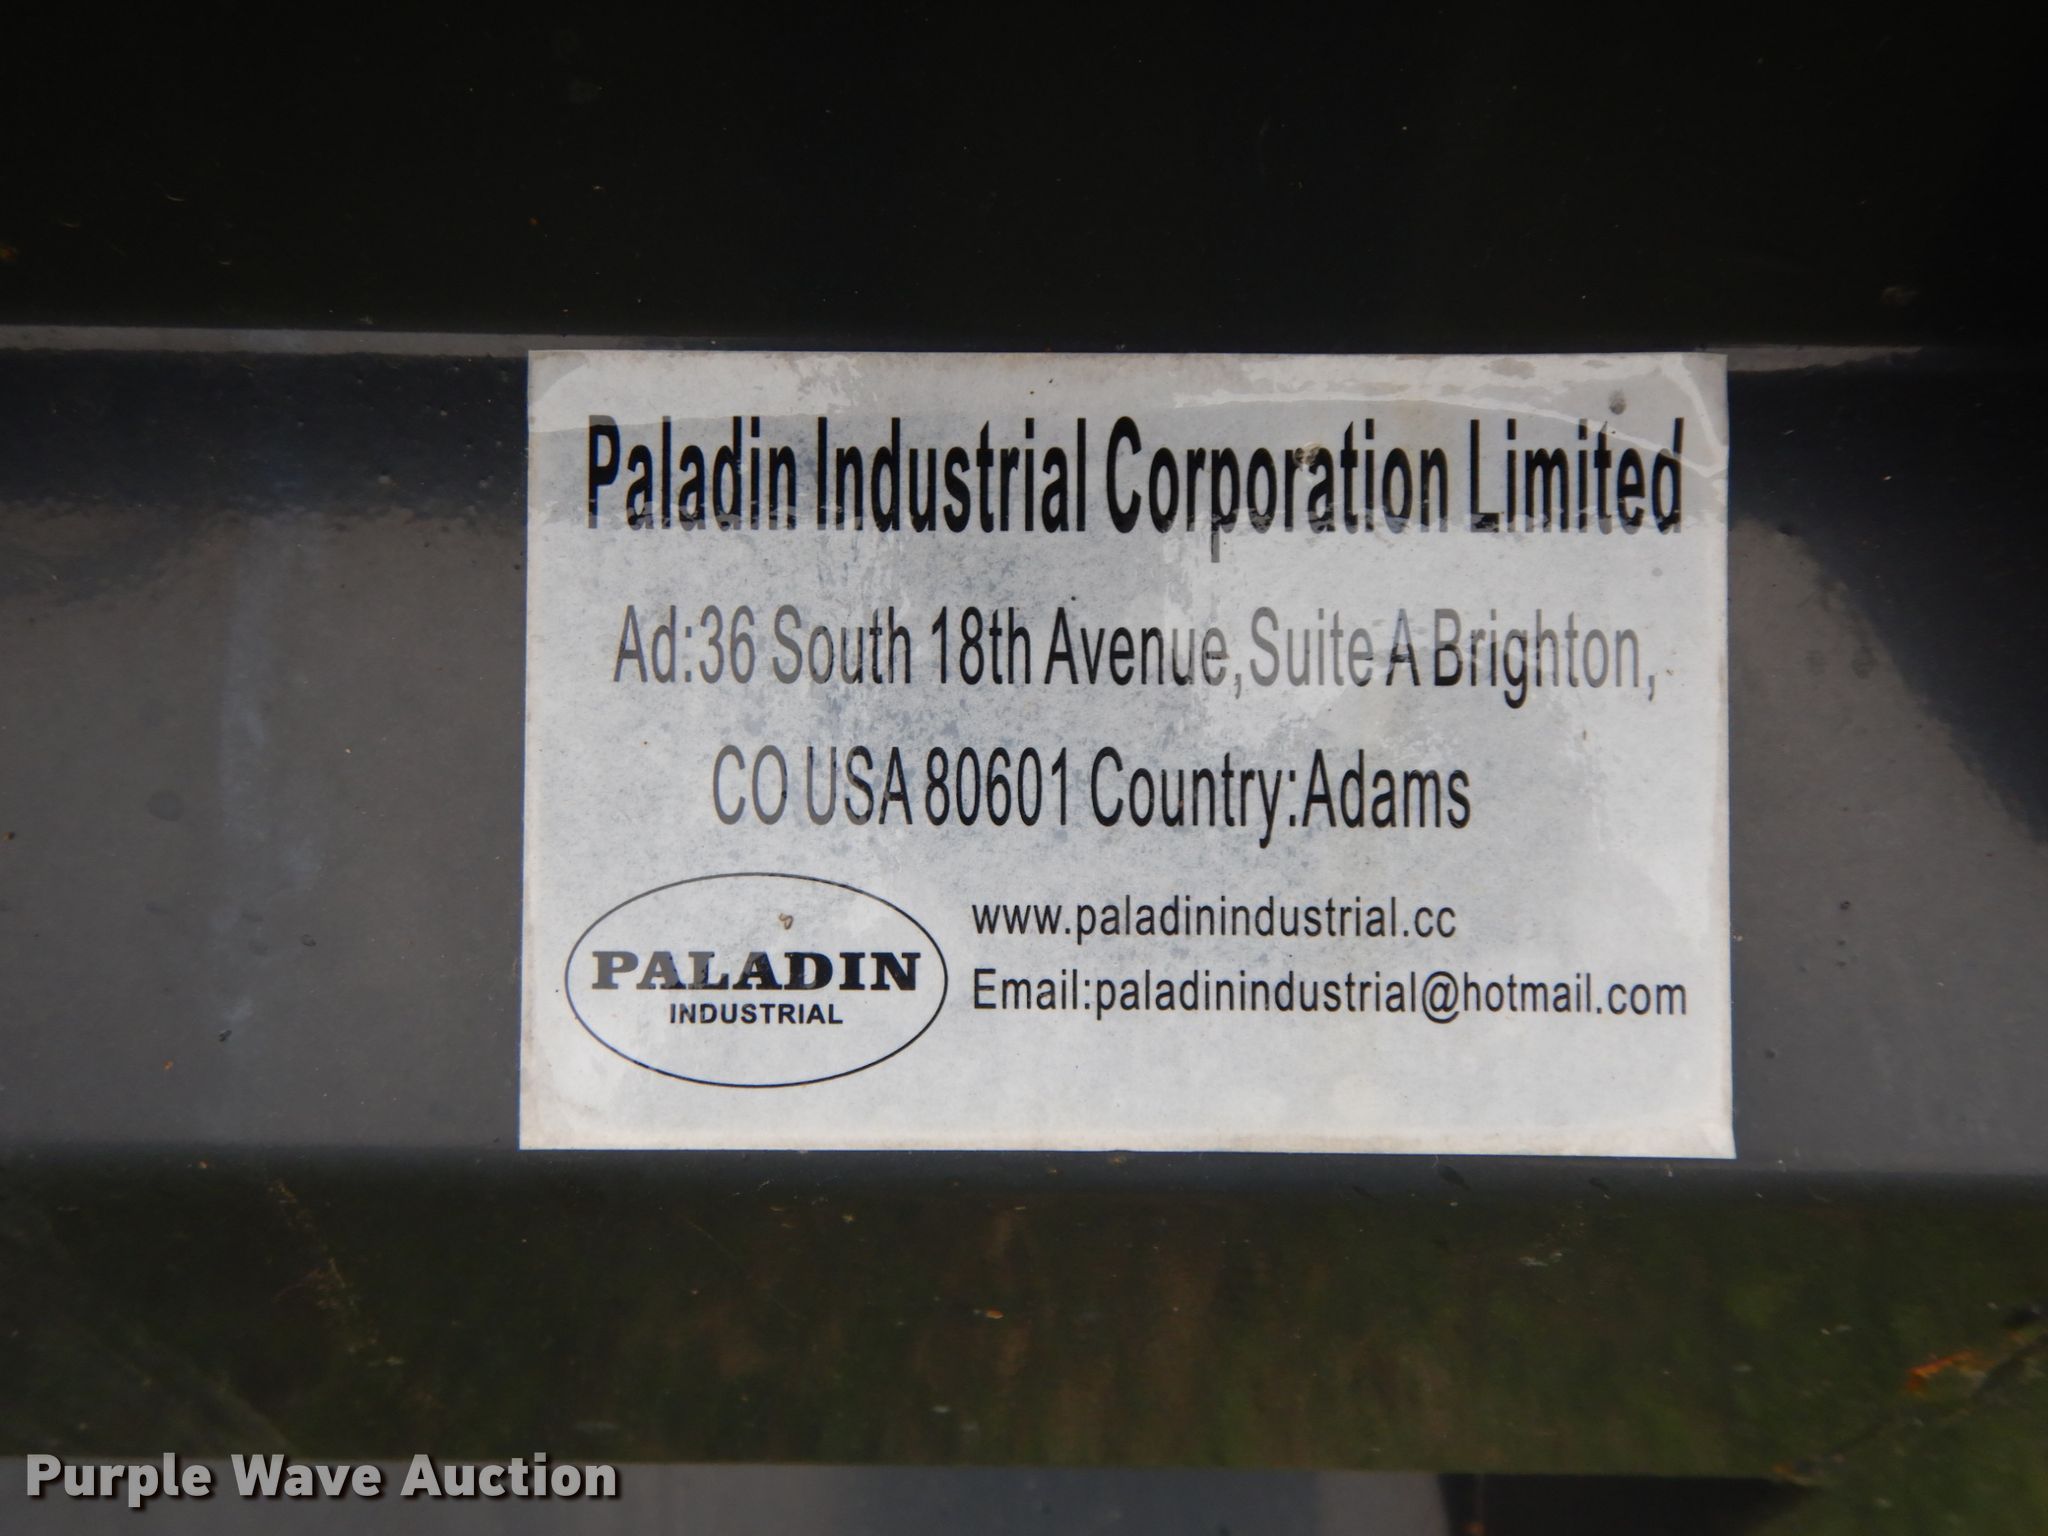 Paladin Industrial Corporation Limited
Ad:36 South 18th Avenue,Suite A Brighton,
CO USA 80601 Country:Adams
PALADIN
INDUSTRIAL
www.paladinindustrial.cc
Email:paladinindustrial@hotmail.com
Purple Wave Auction